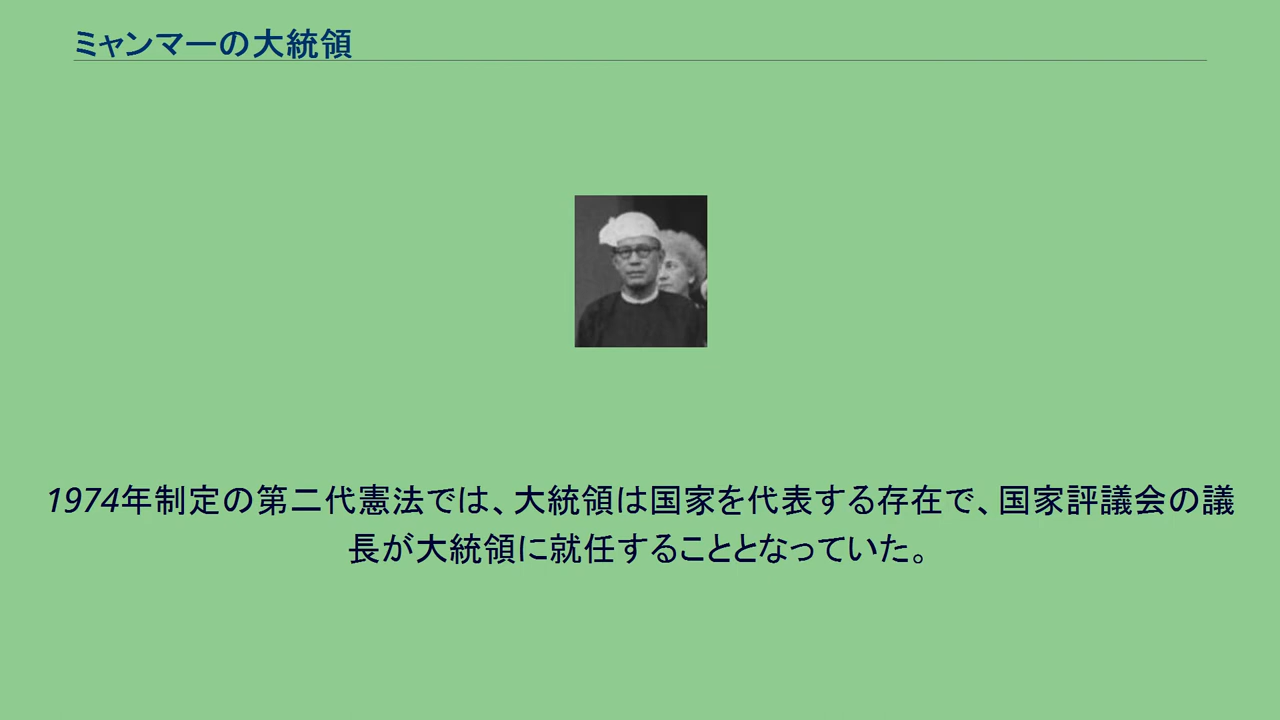 ミャンマーの大統領
1974年制定の第二代憲法では、大統領は国家を代表する存在で、国家評議会の議
長が大統領に就任することとなっていた。